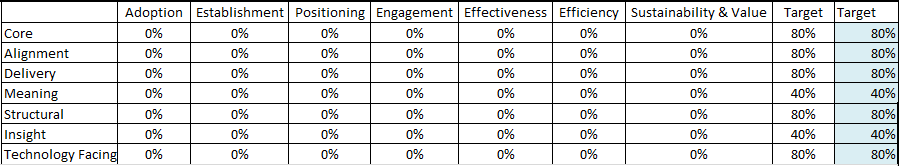 Adoption Establishment Positioning Engagement Effectiveness Efficiency Sustainability & Value Target Target
Core 0% 0% 0% 0% 0% 0% 0% 80% 80%
Alignment 0% 0% 0% 0% 0% 0% 0% 80% 80%
Delivery 0% 0% 0% 0% 0% 0% 0% 80% 80%
Meaning 0% 0% 0% 0% 0% 0% 0% 40% 40%
Structural 0% 0% 0% 0% 0% 0% 0% 80% 80%
Insight 0% 0% 0% 0% 0% 0% 0% 40% 40%
Technology Facing 0% 0% 0% 0% 0% 0% 0% 80% 80%